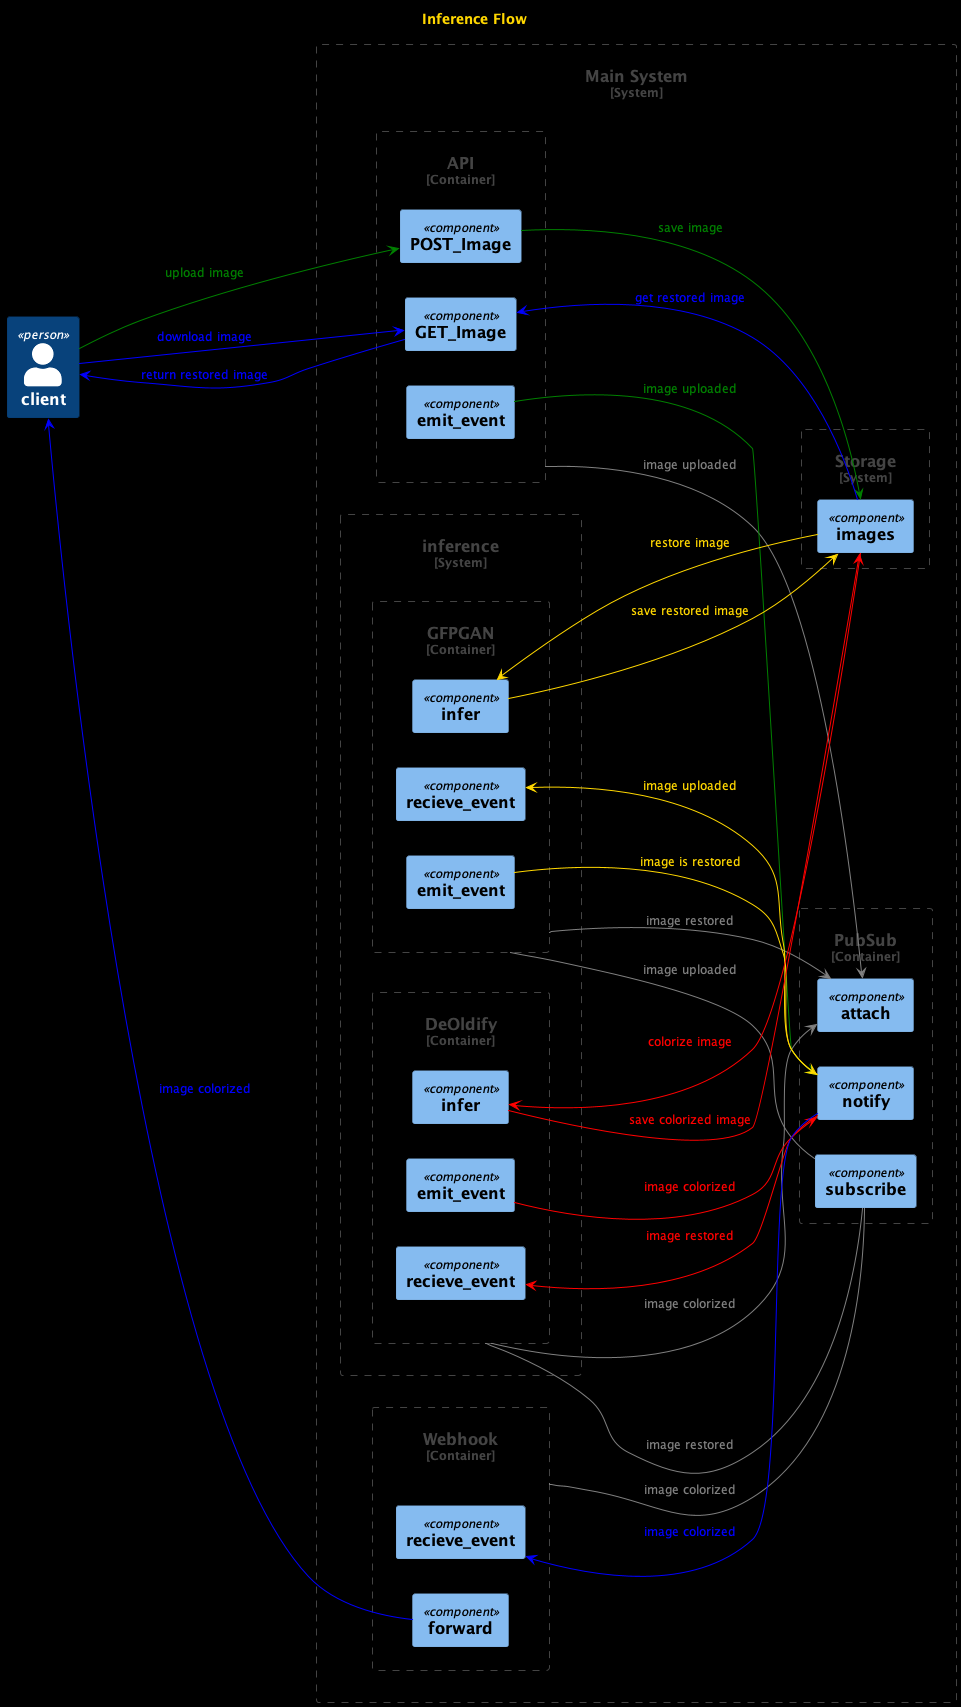 Inference Flow
Main System
[System]
API
[Container]
«component»
POST_Image
save image
upload image
«component»
GET_Image
get restored image
«person»
client
download image
return restored Image
«component»
emit_event
image uploaded
image uploaded
Storage
[System]
«component»
images
inference
[System]
restore image
save restored image
GFPGAN
[Container]
«component»
infer
«component»
recieve_event
image uploaded
«component»
emit_event
image is restored
image restored
image uploaded
PubSub
[Container]
«component»
attach
«component»
notify
«component»
subscribe
DeOldify
[Container]
«component»
infer
colorize image
save colorized image
«component»
emit_event
image colorized
«component»
recieve_event
image restored
image colorized
Image colorized
Webhook
[Container]
image restored
image colorized
«component»
recieve_event
image colorized
«component»
forward